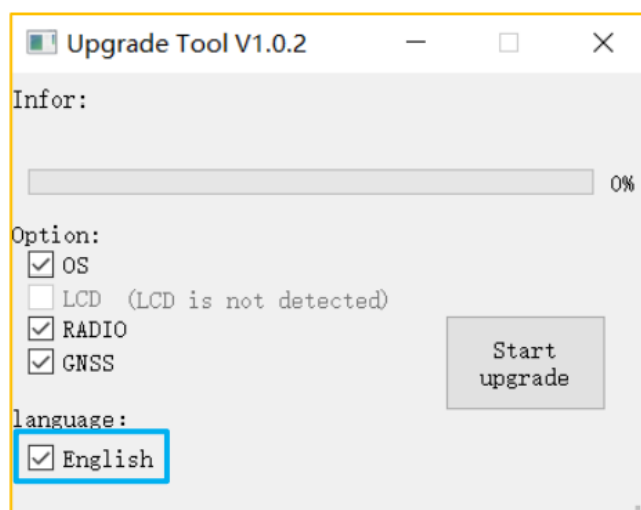 Upgrade Tool V1.0.2
Infor:
0%
Option:
OS
LCD (LCD is not detected)
RADIO
GNSS
Start
upgrade
language:
English